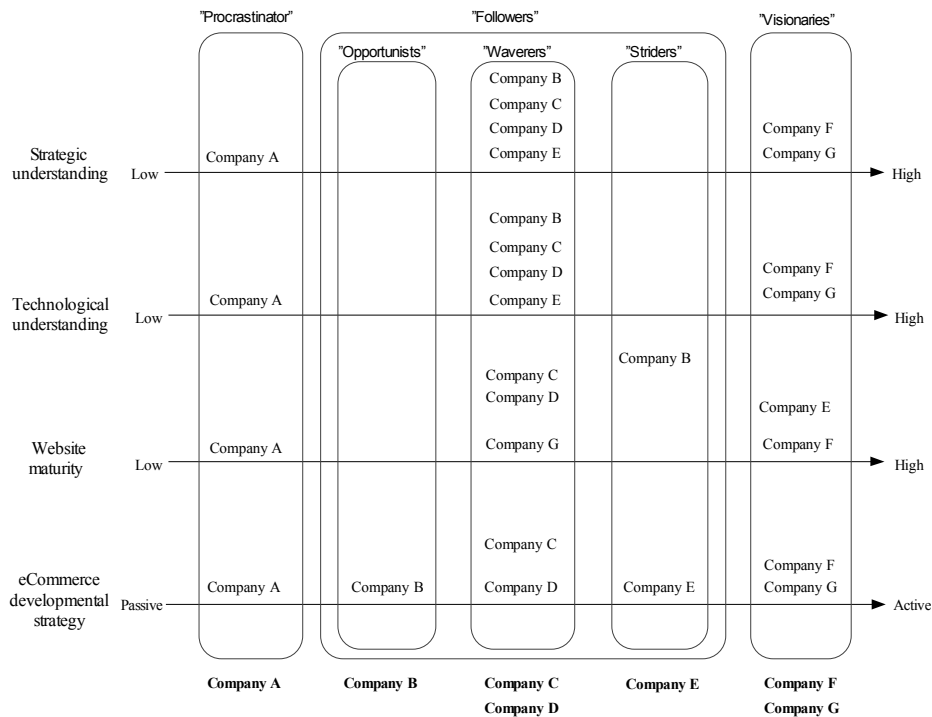 ”Procrastinator”
”Followers”
”Visionaries”
”Opportunists”
”Waverers”
”Striders”
Company B
Company C
Company D
Company E
Company F
Company G
Company A
Strategic
understanding
Low
High
Company B
Company C
Company D
Company E
Company F
Company G
Company A
Technological
understanding
Low
High
Company B
Company C
Company D
Company E
Company A
Company G
Company F
Website
maturity
Low
High
Company C
Company F
Company A
Company B
Company D
Company E
Company G
eCommerce
developmental
strategy
Passive
Active
Company A
Company B
Company C
Company E
Company F
Company D
Company G